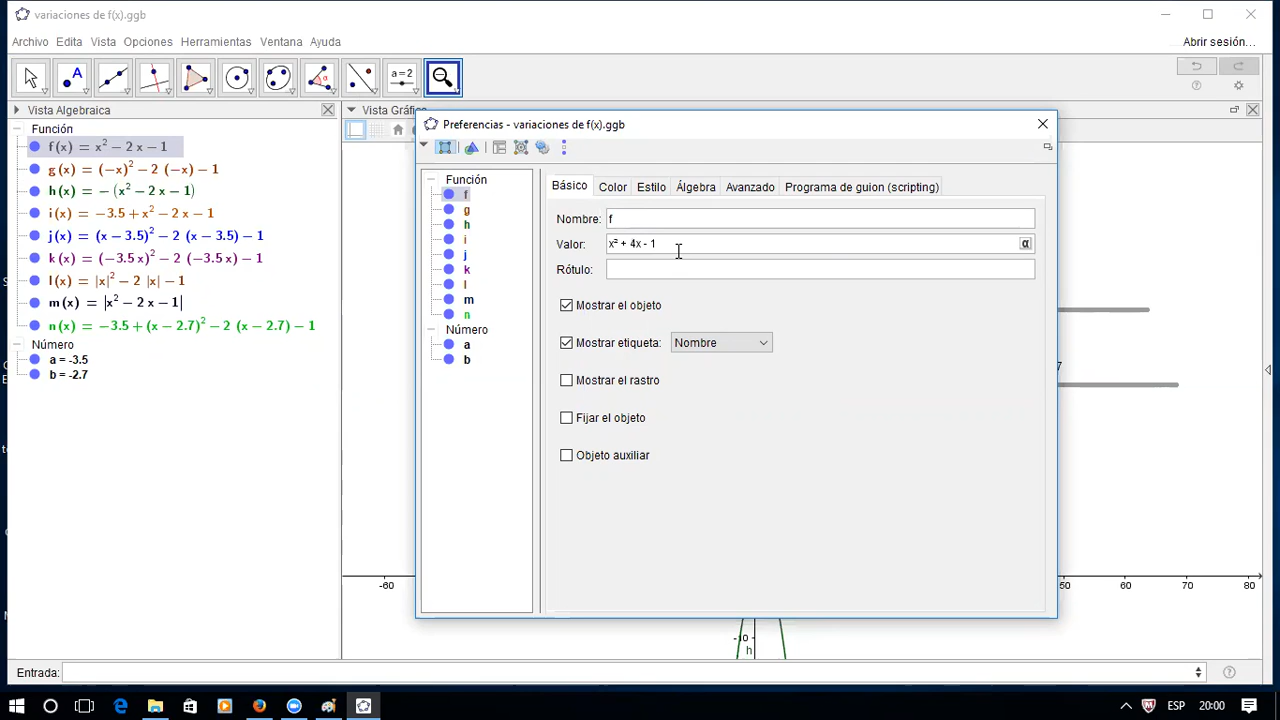 variaciones de f(x).ggb
Archivo Edita Vista Opciones Herramientas Ventana Ayuda
Abrir sesión...
A
α
a=2
Vista Algebraica
Función
f(x) = x² − 2 x − 1
g(x) = (−x)² − 2 (−x) − 1
h(x) = − (x² − 2 x − 1)
i(x) = −3.5 + x² − 2 x − 1
j(x) = (x − 3.5)² − 2 (x − 3.5) − 1
k(x) = (−3.5 x)² − 2 (−3.5 x) − 1
l(x) = |x|² − 2 |x| − 1
m(x) = |x² − 2 x − 1|
n(x) = −3.5 + (x − 2.7)² − 2 (x − 2.7) − 1
Número
a = -3.5
b = -2.7
Vista Gráfic
Preferencias - variaciones de f(x).ggb
Función
f
g
h
i
j
k
l
m
n
Número
a
b
Básico Color Estilo Álgebra Avanzado Programa de guion (scripting)
Nombre: f
Valor: x² + 4x - 1 α
Rótulo:
Mostrar el objeto
Mostrar etiqueta: Nombre
Mostrar el rastro
Fijar el objeto
Objeto auxiliar
7
-60 50 60 70 80
-10
h
Entrada:
ESP 20:00